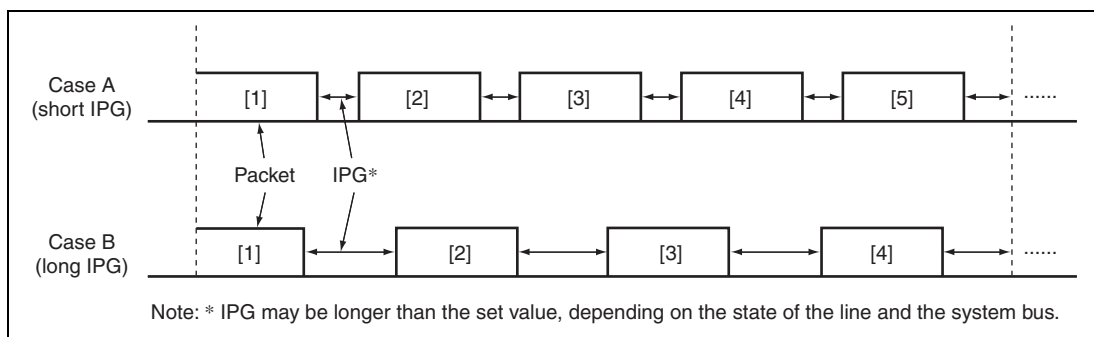 Case A
(short IPG)
[1]
[2]
[3]
[4]
[5]
......
Packet
IPG*
Case B
(long IPG)
[1]
[2]
[3]
[4]
......
Note: * IPG may be longer than the set value, depending on the state of the line and the system bus.